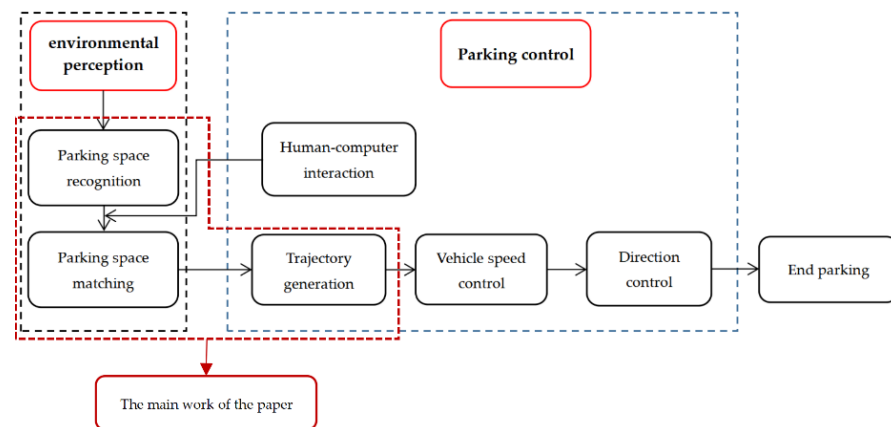 environmental
perception
Parking control
Parking space
recognition
Human-computer
interaction
Parking space
matching
Trajectory
generation
Vehicle speed
control
Direction
control
End parking
The main work of the paper